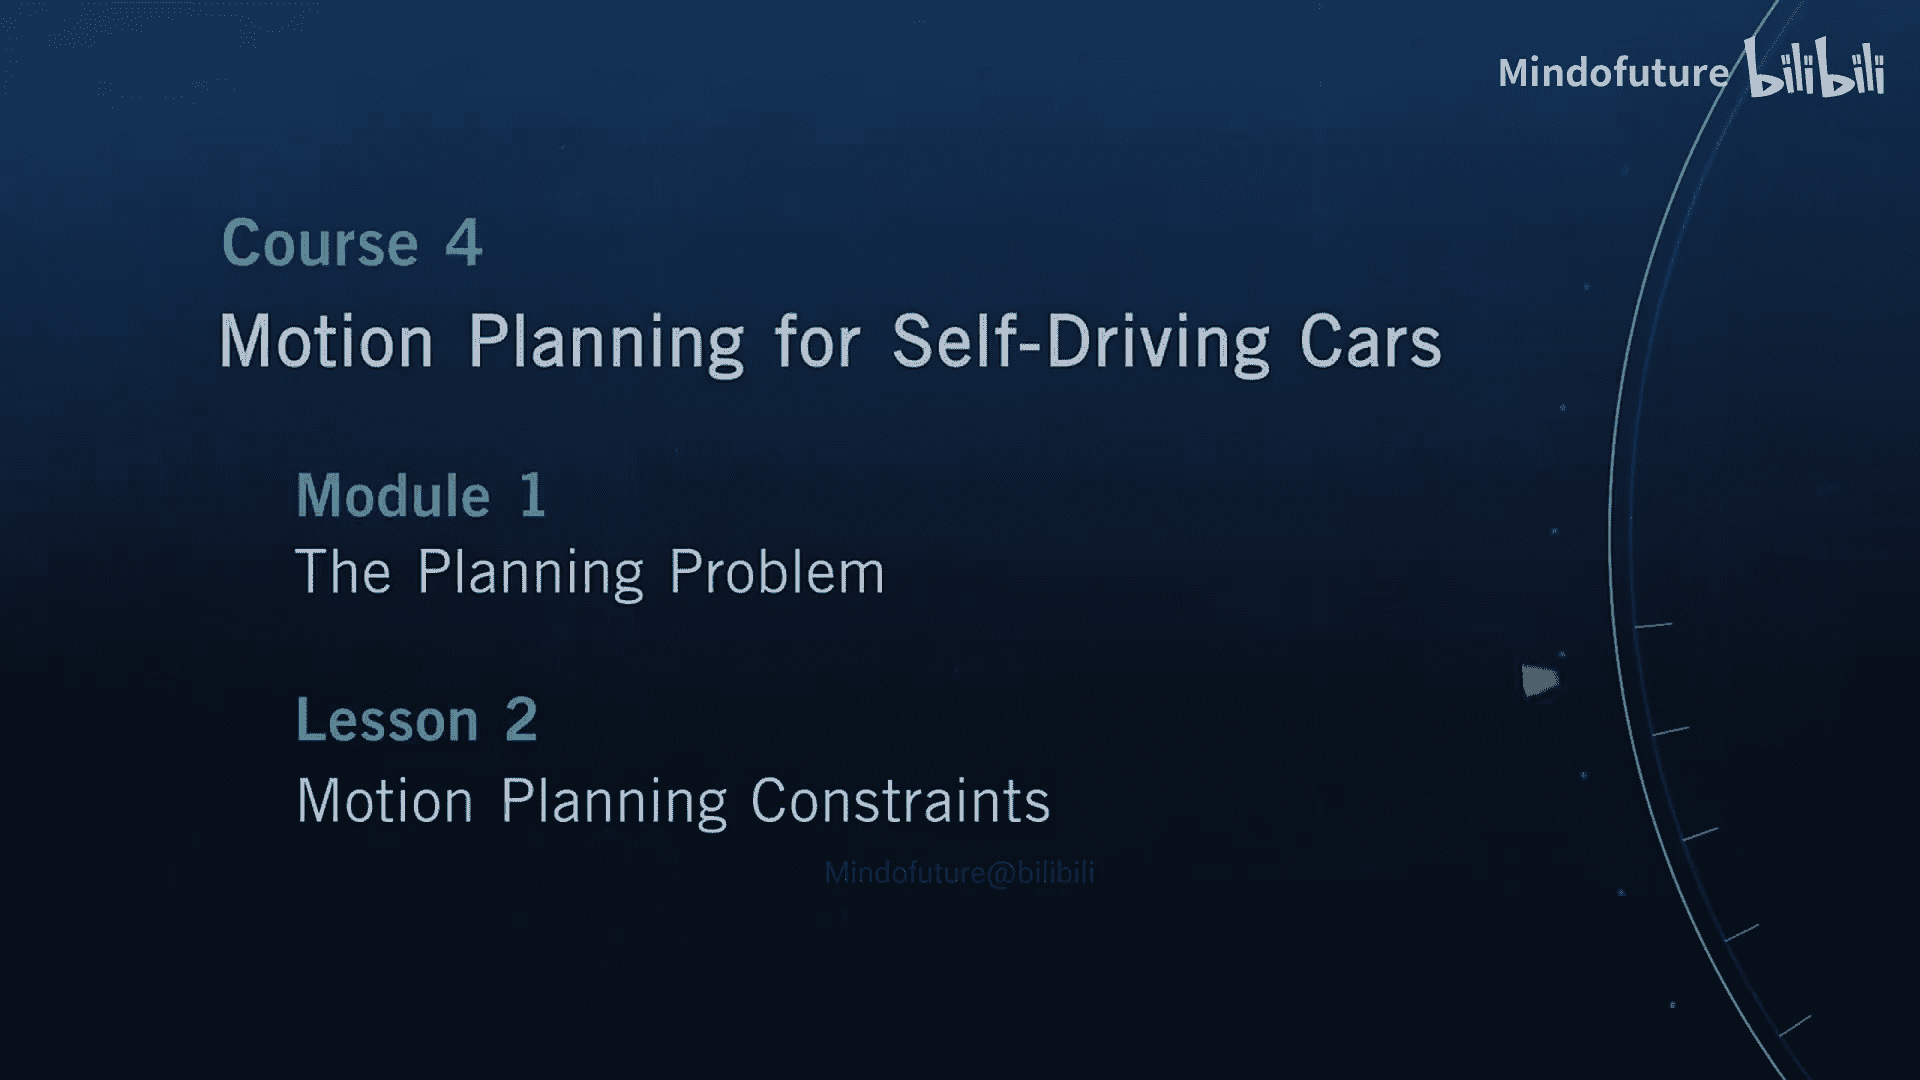 Mindofuture bilibili
Course 4
Motion Planning for Self-Driving Cars
Module 1
The Planning Problem
Lesson 2
Motion Planning Constraints
Mindofuture@bilibili